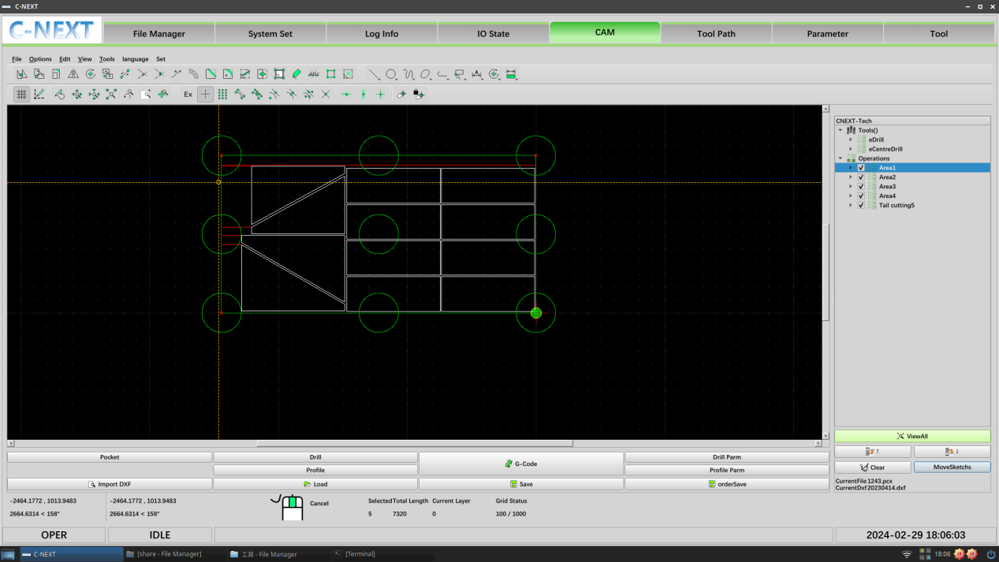 C-NEXT
C-NEXT
File Manager
System Set
Log Info
IO State
CAM
Tool Path
Parameter
Tool
File Options Edit View Tools language Set
Ex
CNEXT-Tech
Tools()
eDrill
eCentreDrill
Operations
Area1
Area2
Area3
Area4
Tail cutting5
ViewAll
Clear
MoveSketchs
CurrentFile 1243.pcx
CurrentDxf 20230414.dxf
Pocket
Drill
G-Code
Drill Parm
Profile
Profile Parm
Import DXF
Load
Save
orderSave
-2464.1772 , 1013.9483
-2464.1772 , 1013.9483
2664.6314 < 158°
2664.6314 < 158°
Cancel
Selected Total Length Current Layer Grid Status
5 7320 0 100 / 1000
OPER
IDLE
2024-02-29 18:06:03
C-NEXT
[share - File Manager]
工具 - File Manager
[Terminal]
18:06